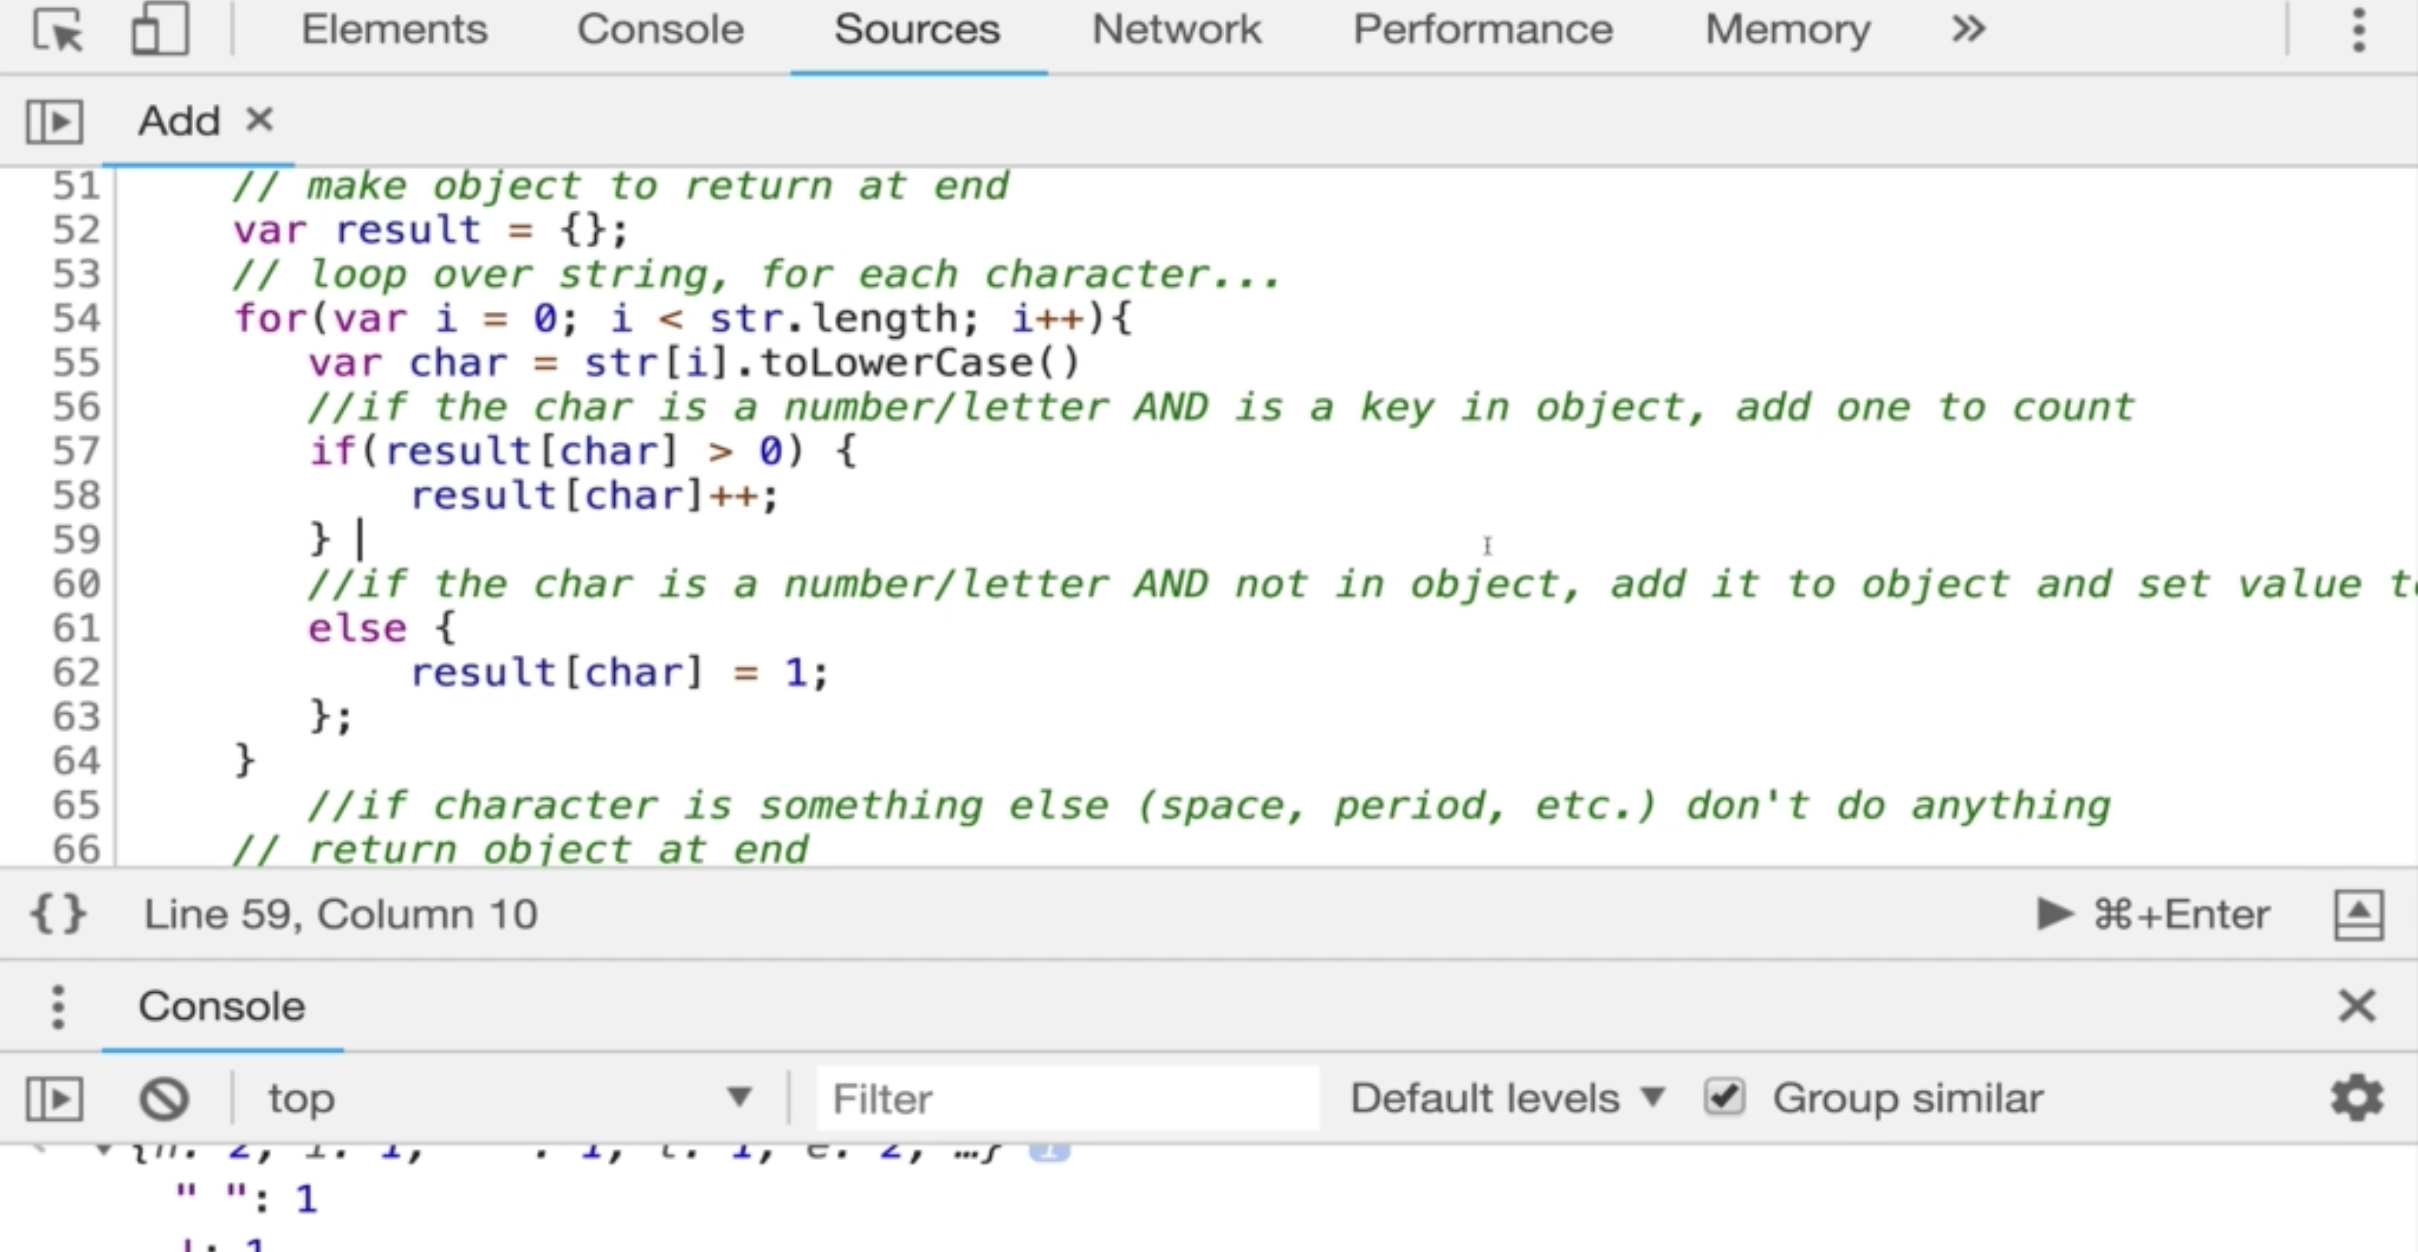 Elements Console Sources Network Performance Memory »
Add ×
51 // make object to return at end
52 var result = {};
53 // loop over string, for each character...
54 for(var i = 0; i < str.length; i++){
55 var char = str[i].toLowerCase()
56 //if the char is a number/letter AND is a key in object, add one to count
57 if(result[char] > 0) {
58 result[char]++;
59 }
60 //if the char is a number/letter AND not in object, add it to object and set value
61 else {
62 result[char] = 1;
63 };
64 }
65 //if character is something else (space, period, etc.) don't do anything
66 // return object at end
{} Line 59, Column 10 ⌘+Enter
Console ×
top Filter Default levels Group similar
" ": 1